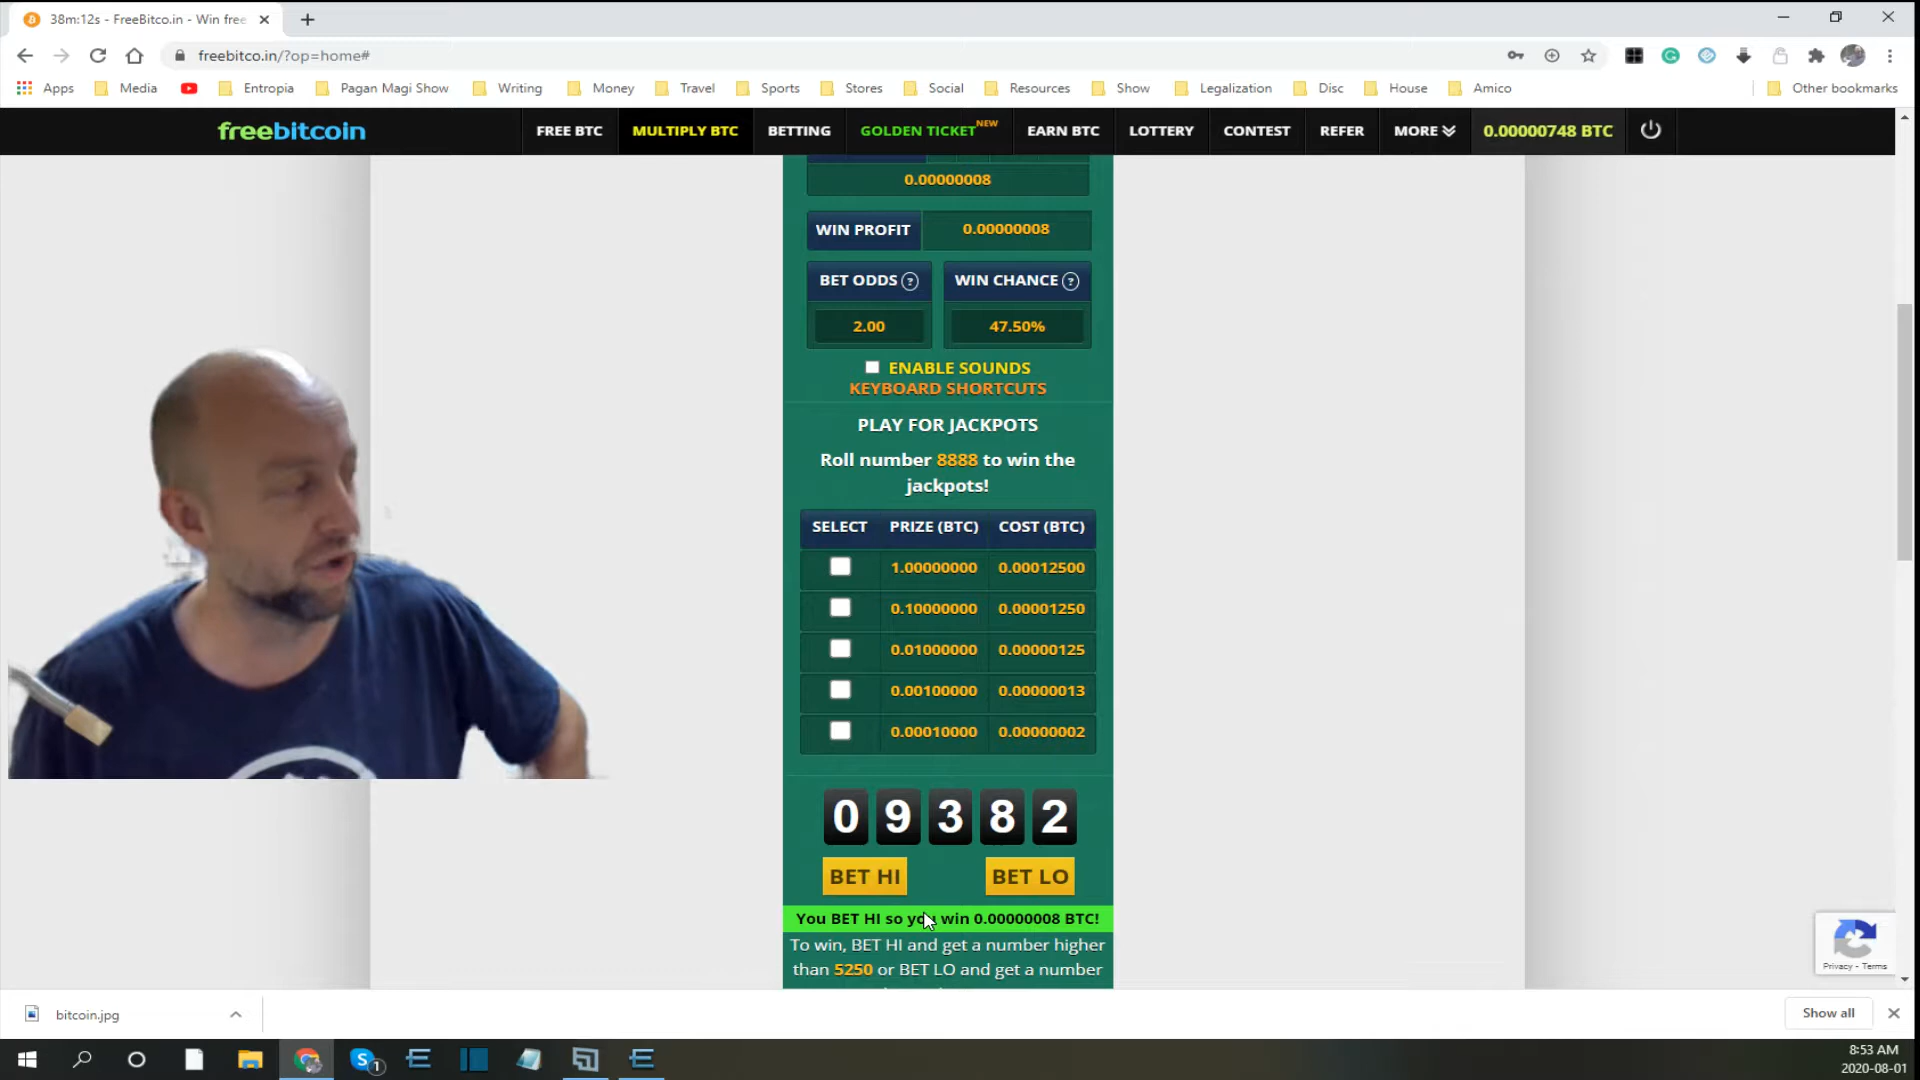 38m:12s - FreeBitco.in - Win free
freebitco.in/?op=home#
Apps Media Entropia Pagan Magi Show Writing Money Travel Sports Stores Social Resources Show Legalization Disc House Amico Other bookmarks
freebitcoin FREE BTC MULTIPLY BTC BETTING GOLDEN TICKET NEW EARN BTC LOTTERY CONTEST REFER MORE 0.00000748 BTC
0.00000008
WIN PROFIT 0.00000008
BET ODDS ? WIN CHANCE ?
2.00 47.50%
ENABLE SOUNDS
KEYBOARD SHORTCUTS
PLAY FOR JACKPOTS
Roll number 8888 to win the
jackpots!
SELECT PRIZE (BTC) COST (BTC)
1.00000000 0.00012500
0.10000000 0.00001250
0.01000000 0.00000125
0.00100000 0.00000013
0.00010000 0.00000002
0 9 3 8 2
BET HI BET LO
You BET HI so you win 0.00000008 BTC!
To win, BET HI and get a number higher
than 5250 or BET LO and get a number
Privacy - Terms
bitcoin.jpg Show all
1
8:53 AM
2020-08-01